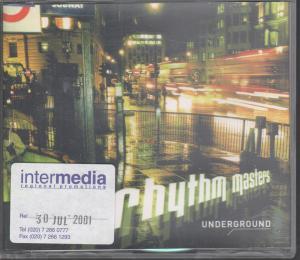 intermedia
regional promotions
Rel:
30 JUL 2001
Tel (020) 7 266 0777
Fax (020) 7 266 1293
rhythm masters
UNDERGROUND